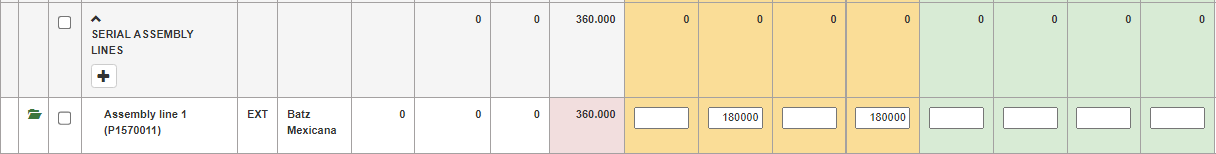 0 0 360.000 0 0 0 0 0 0 0 0
SERIAL ASSEMBLY
LINES
Assembly line 1 EXT Batz 0 0 0 360.000 180000 180000
(P1570011) Mexicana